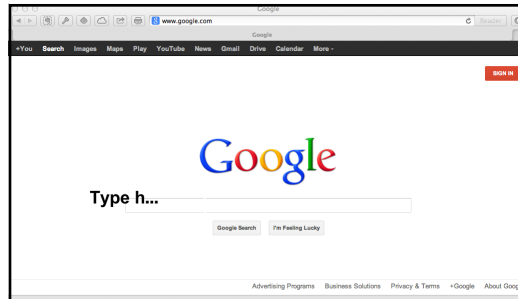 Google
www.google.com
Reader
Google
+You Search Images Maps Play YouTube News Gmail Drive Calendar More
SIGN IN
Google
Type h...
Google Search I'm Feeling Lucky
Advertising Programs Business Solutions Privacy & Terms +Google About Goog